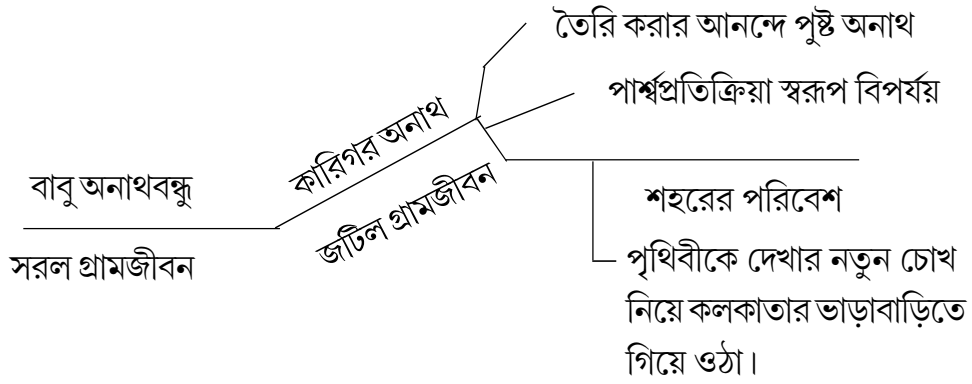 তৈরি করার আনন্দে পুষ্ট অনাথ
পার্শ্বপ্রতিক্রিয়া স্বরূপ বিপর্যয়
কারিগর অনাথ
বাবু অনাথবন্ধু
জটিল গ্রামজীবন
শহরের পরিবেশ
সরল গ্রামজীবন
পৃথিবীকে দেখার নতুন চোখ
নিয়ে কলকাতার ভাড়াবাড়িতে
গিয়ে ওঠা।